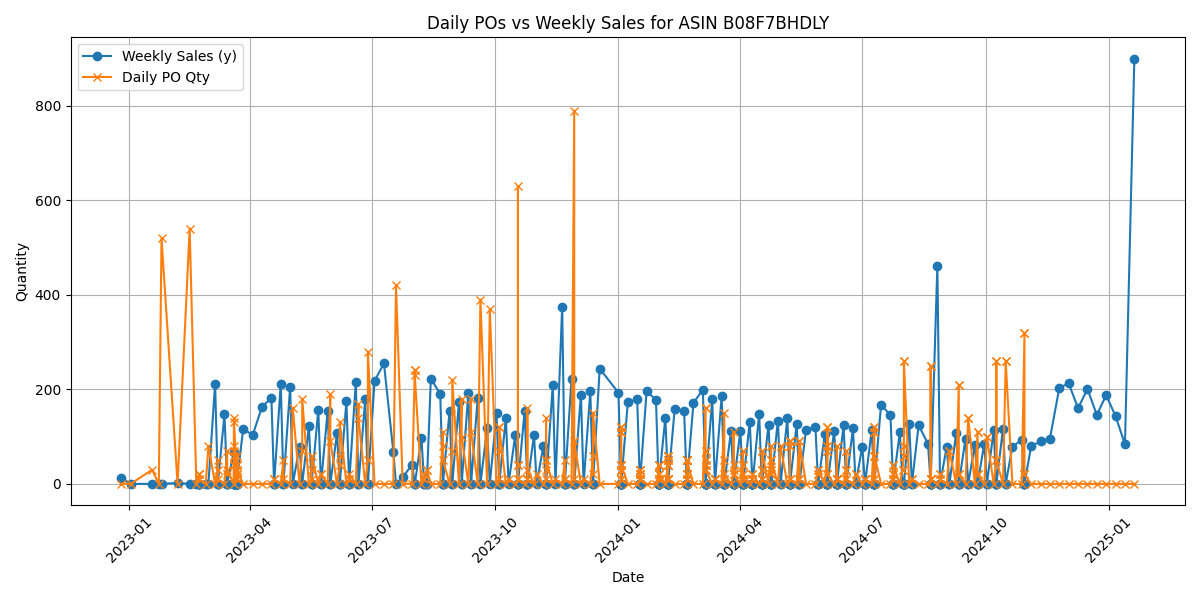 Daily POs vs Weekly Sales for ASIN B08F7BHDLY
Weekly Sales (y)
Daily PO Qty
Quantity
800
600
400
200
0
2023-01
2023-04
2023-07
2023-10
2024-01
2024-04
2024-07
2024-10
2025-01
Date